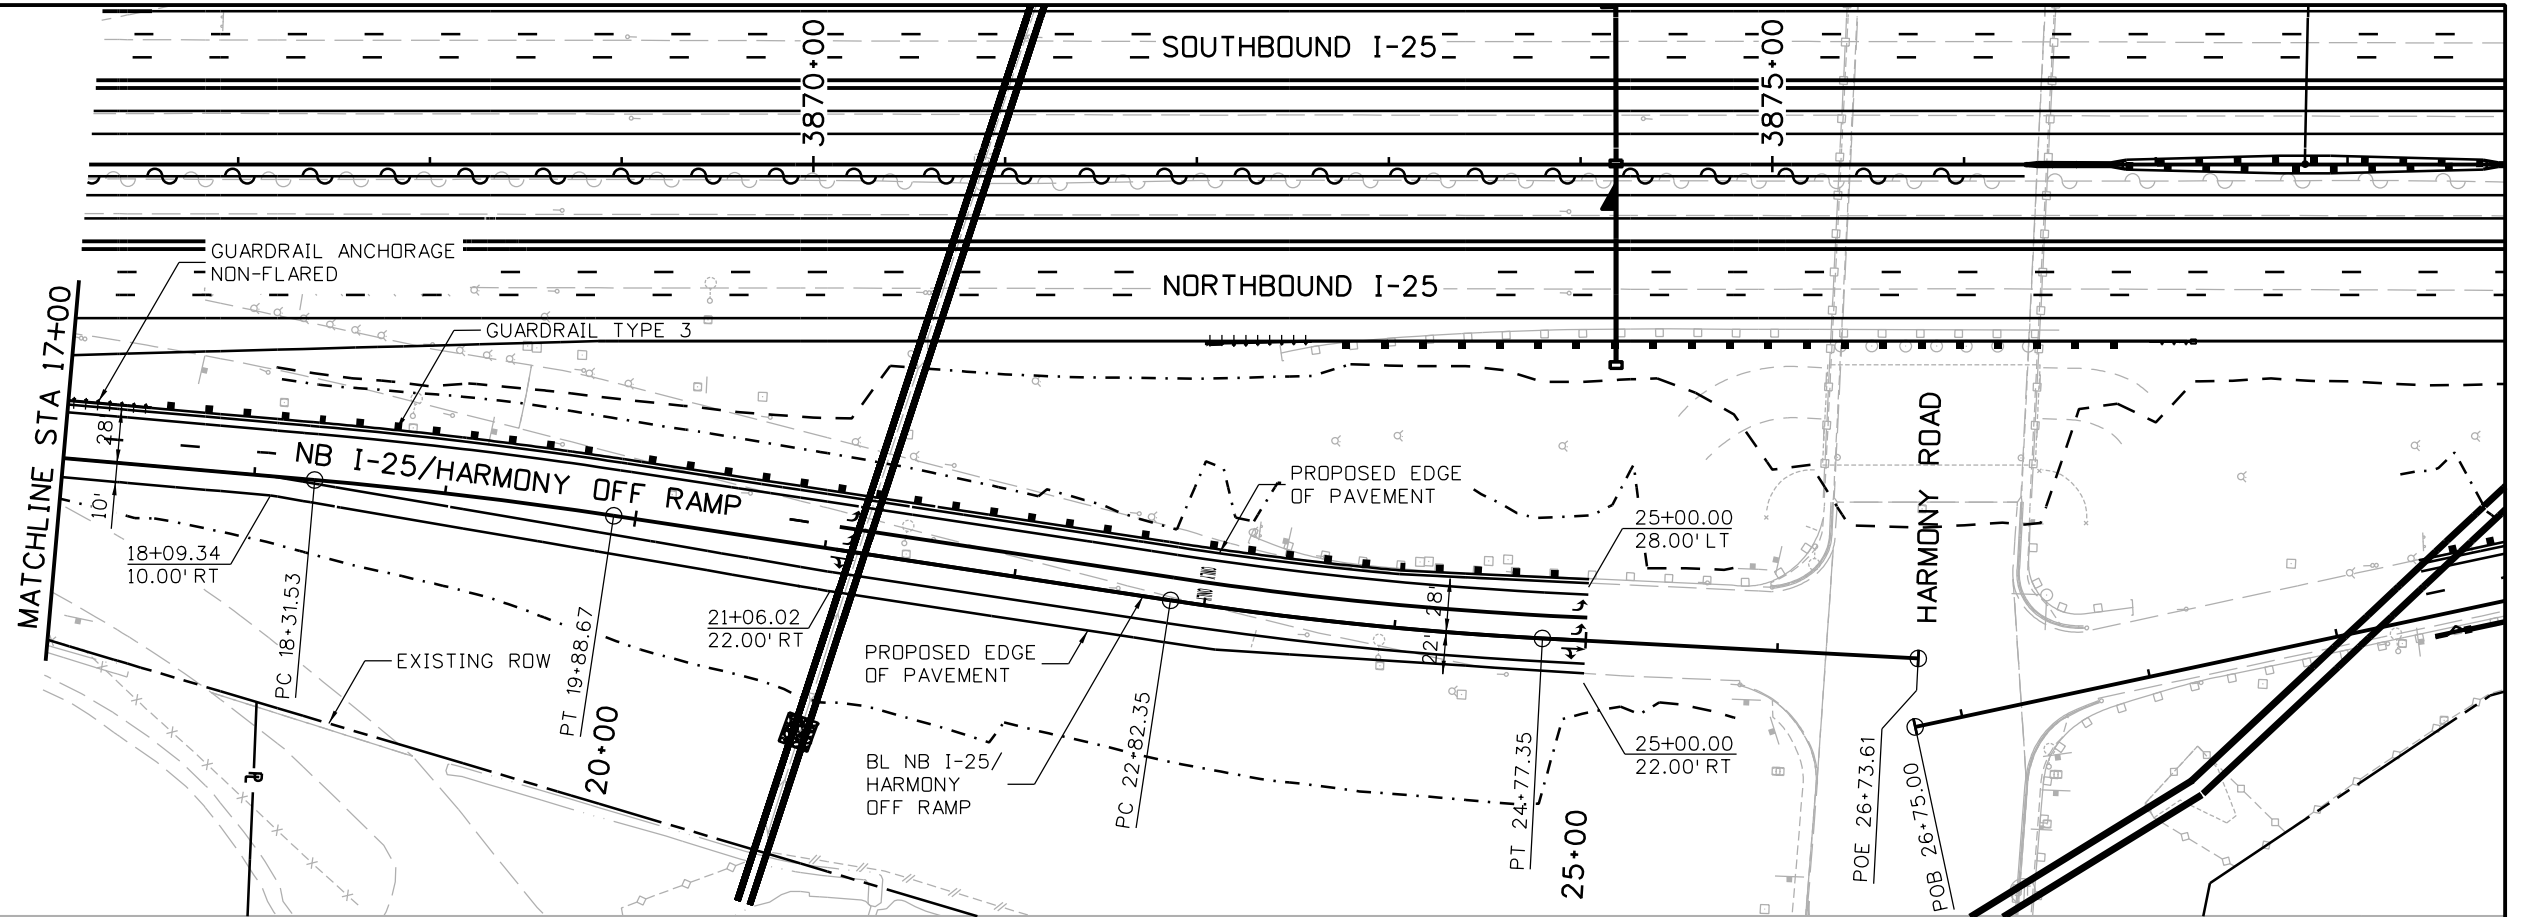 SOUTHBOUND I-25
3870+00
3875+00
GUARDRAIL ANCHORAGE
NON-FLARED
NORTHBOUND I-25
GUARDRAIL TYPE 3
MATCHLINE STA 17+00
28'
10'
NB I-25/HARMONY OFF RAMP
PROPOSED EDGE
OF PAVEMENT
HARMONY ROAD
25+00.00
28.00' LT
18+09.34
10.00' RT
PC 18+31.53
PT 19+88.67
20+00
21+06.02
22.00' RT
ONLY
ONLY
28'
22'
EXISTING ROW
PROPOSED EDGE
OF PAVEMENT
BL NB I-25/
HARMONY
OFF RAMP
PC 22+82.35
PT 24+77.35
25+00
25+00.00
22.00' RT
POE 26+73.61
POB 26+75.00
PL